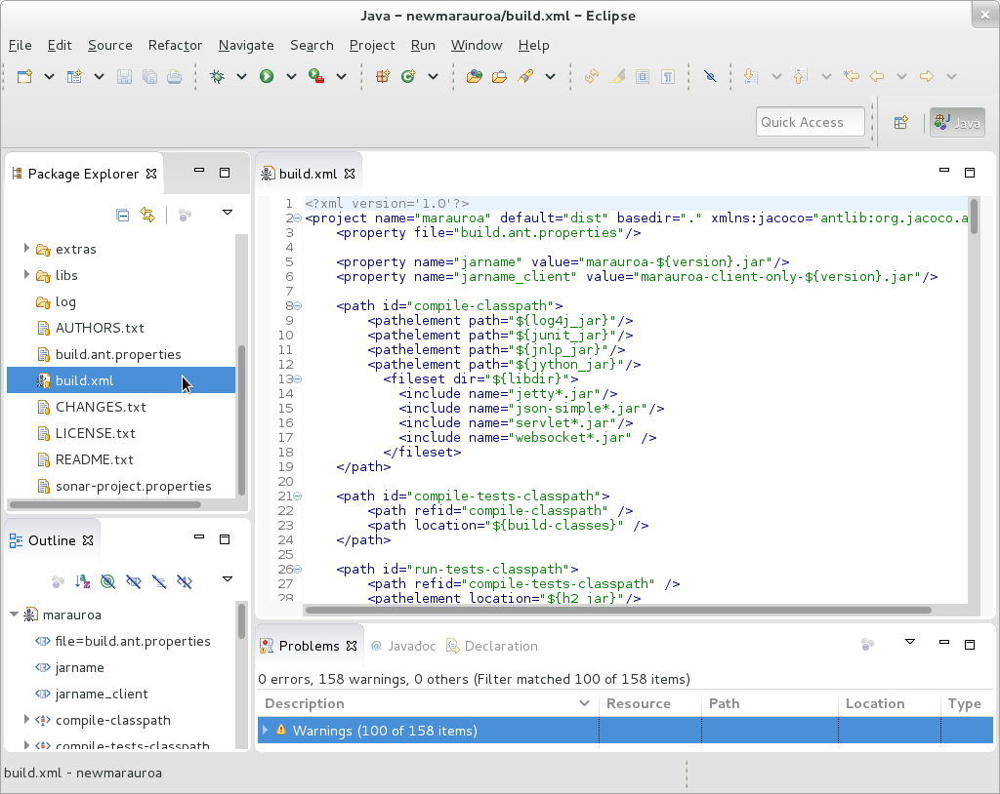 Java – newmarauroa/build.xml – Eclipse
File Edit Source Refactor Navigate Search Project Run Window Help
Quick Access
Java
Package Explorer
extras
libs
log
AUTHORS.txt
build.ant.properties
build.xml
CHANGES.txt
LICENSE.txt
README.txt
sonar-project.properties
Outline
marauroa
file=build.ant.properties
jarname
jarname_client
compile-classpath
compile-tests-classpath
build.xml
1 <?xml version='1.0'?>
2 <project name="marauroa" default="dist" basedir="." xmlns:jacoco="antlib:org.jacoco.a
3 <property file="build.ant.properties"/>
4
5 <property name="jarname" value="marauroa-${version}.jar"/>
6 <property name="jarname_client" value="marauroa-client-only-${version}.jar"/>
7
8 <path id="compile-classpath">
9 <pathelement path="${log4j_jar}"/>
10 <pathelement path="${junit_jar}"/>
11 <pathelement path="${jnlp_jar}"/>
12 <pathelement path="${jython_jar}"/>
13 <fileset dir="${libdir}">
14 <include name="jetty*.jar"/>
15 <include name="json-simple*.jar"/>
16 <include name="servlet*.jar"/>
17 <include name="websocket*.jar" />
18 </fileset>
19 </path>
20
21 <path id="compile-tests-classpath">
22 <path refid="compile-classpath" />
23 <path location="${build-classes}" />
24 </path>
25
26 <path id="run-tests-classpath">
27 <path refid="compile-tests-classpath" />
28 <pathelement location="${h2_jar}"/>
Problems @ Javadoc Declaration
0 errors, 158 warnings, 0 others (Filter matched 100 of 158 items)
Description Resource Path Location Type
Warnings (100 of 158 items)
build.xml - newmarauroa